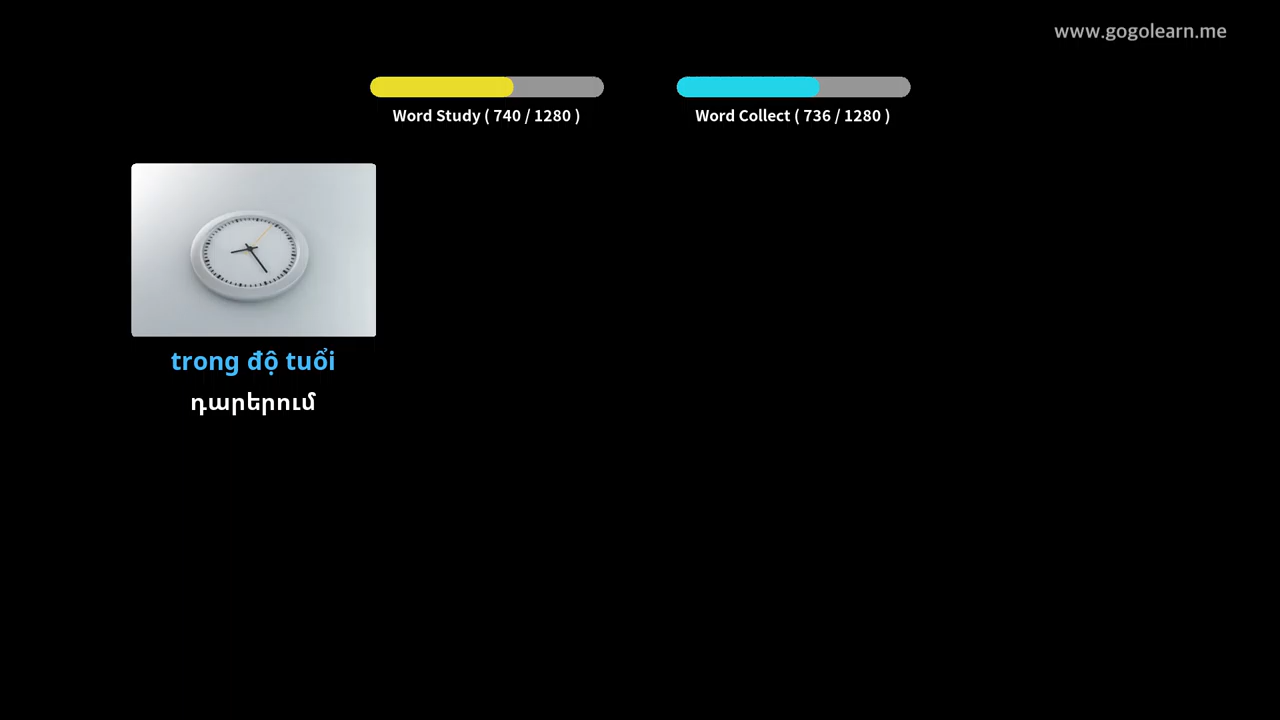 www.gogolearn.me
Word Study ( 740 / 1280 )
Word Collect ( 736 / 1280 )
trong độ tuổi
դարերում